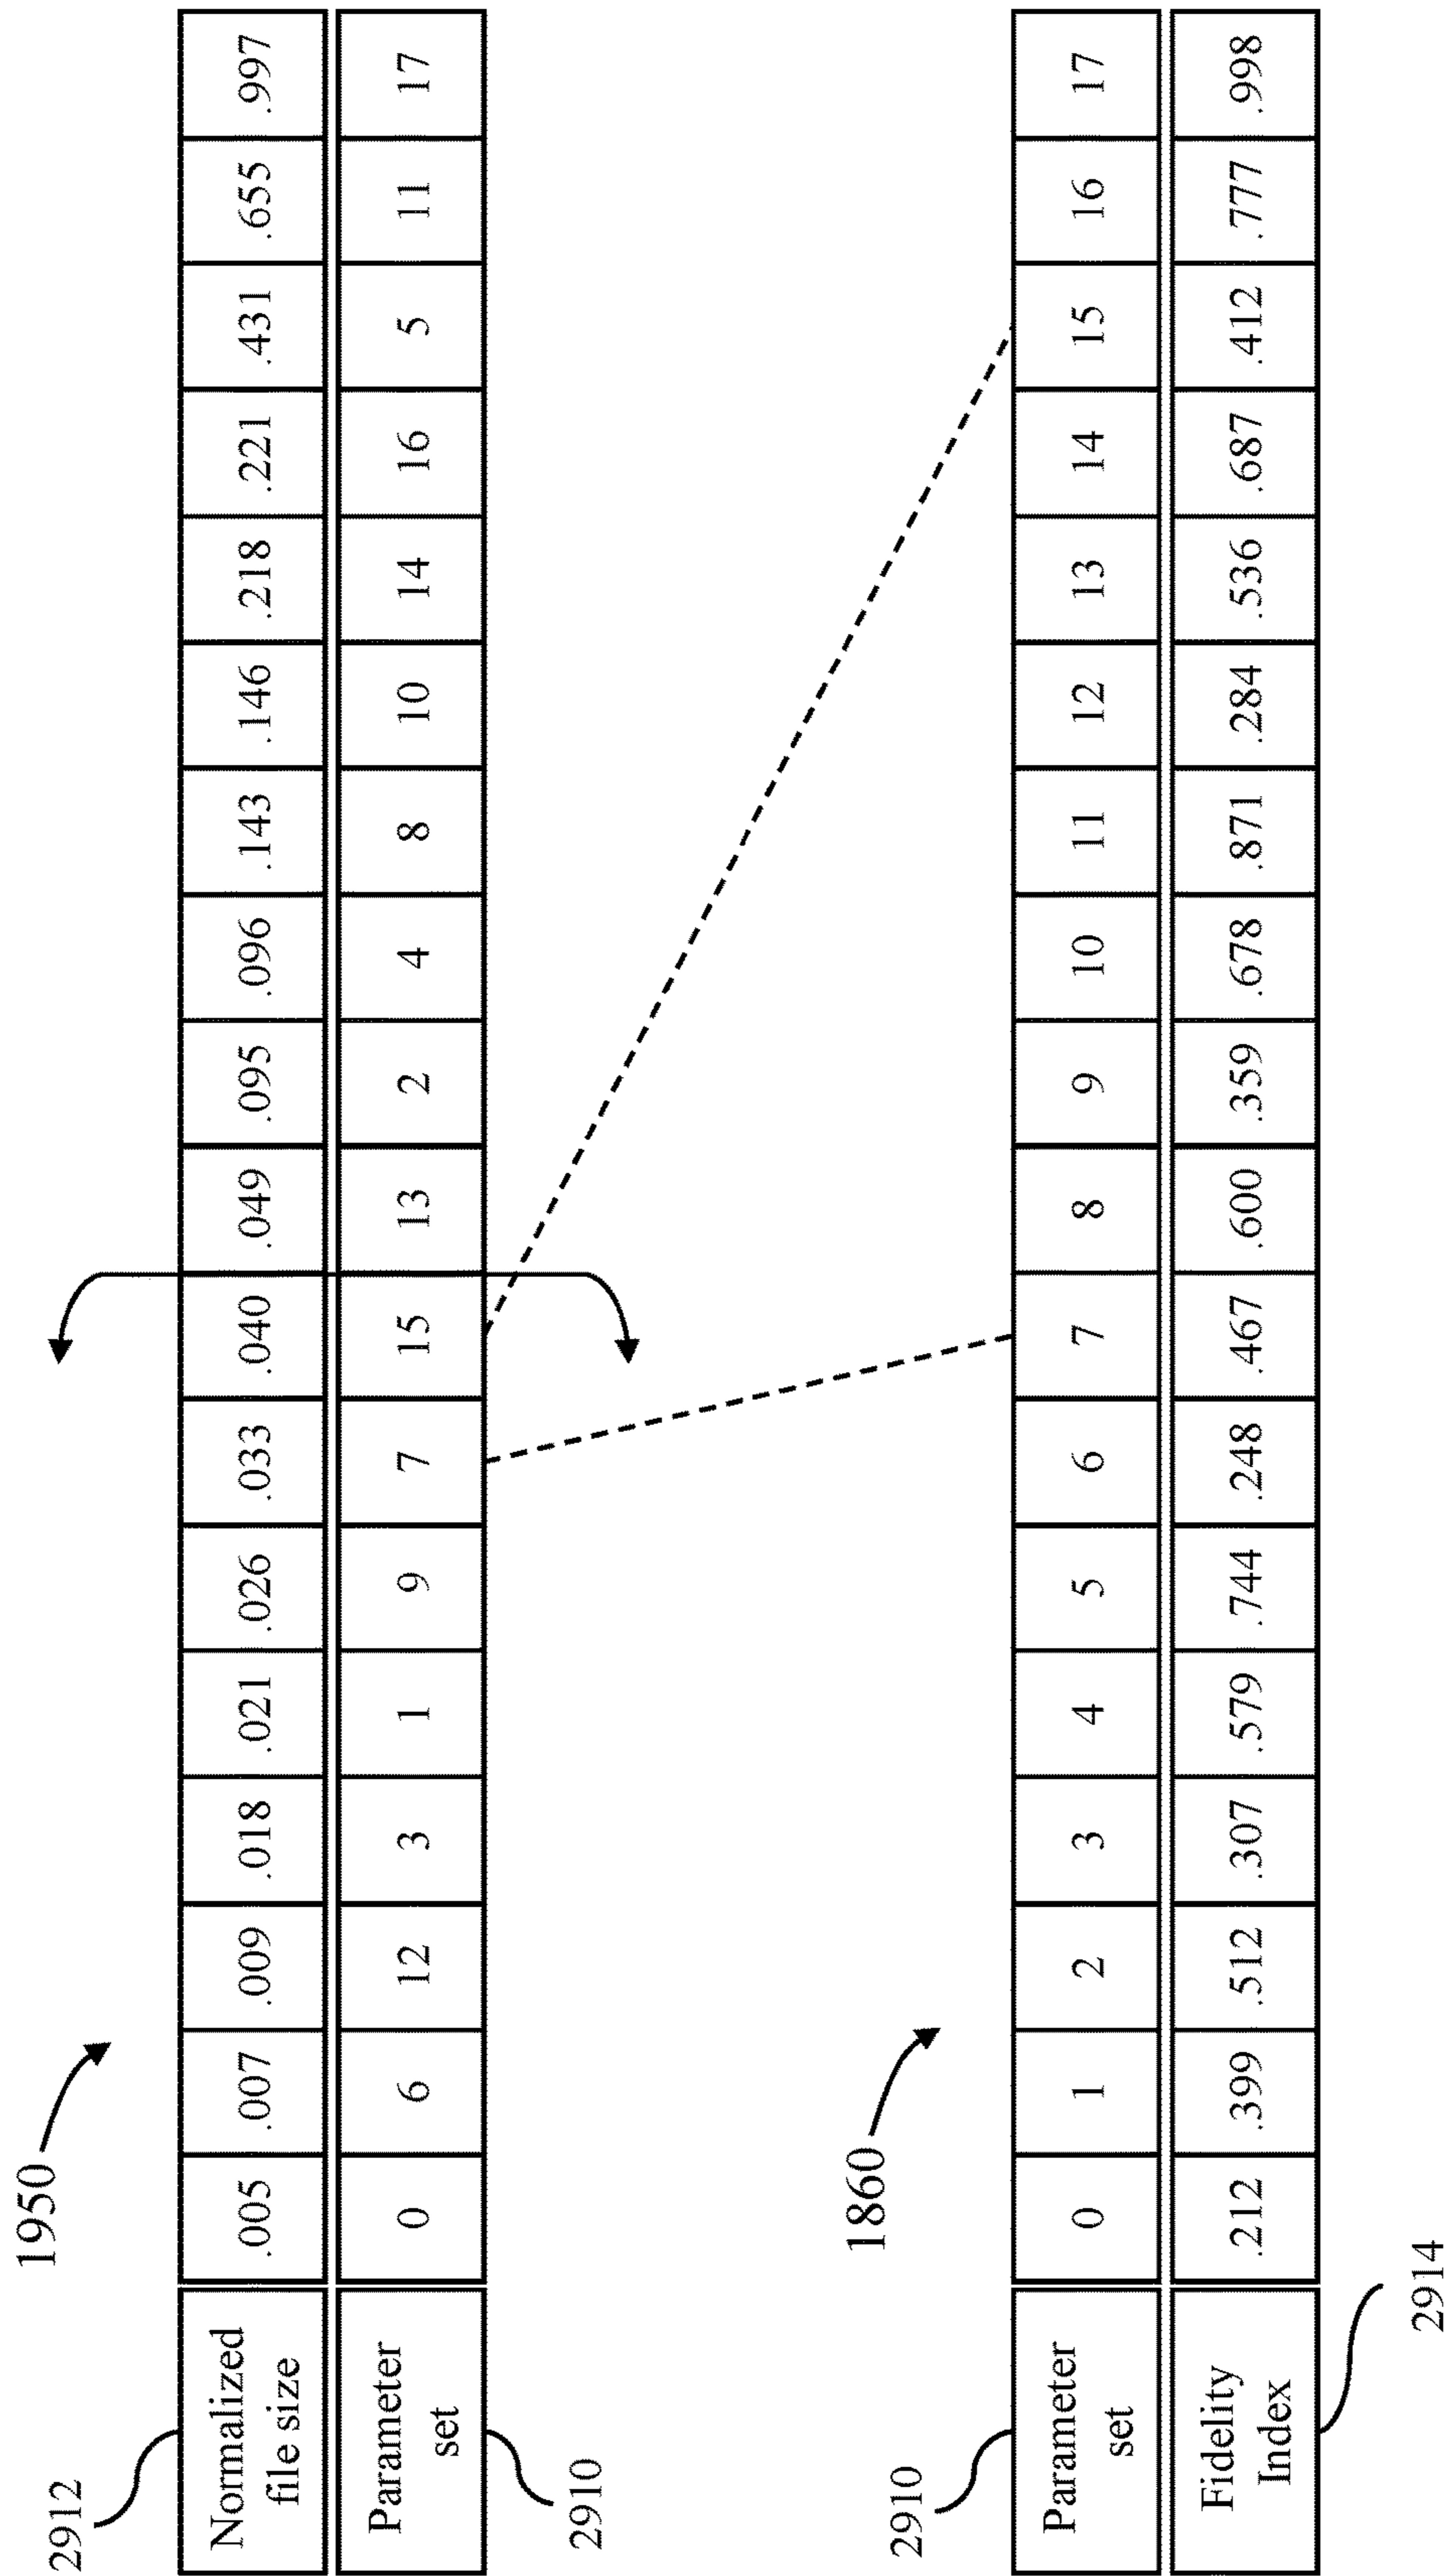 1950
2912
Normalized file size .005 .007 .009 .018 .021 .026 .033 .040 .049 .095 .096 .143 .146 .218 .221 .431 .655 .997
Parameter set 0 6 12 3 1 9 7 15 13 2 4 8 10 14 16 5 11 17
2910
1860
2910
Parameter set 0 1 2 3 4 5 6 7 8 9 10 11 12 13 14 15 16 17
Fidelity Index .212 .399 .512 .307 .579 .744 .248 .467 .600 .359 .678 .871 .284 .536 .687 .412 .777 .998
2914